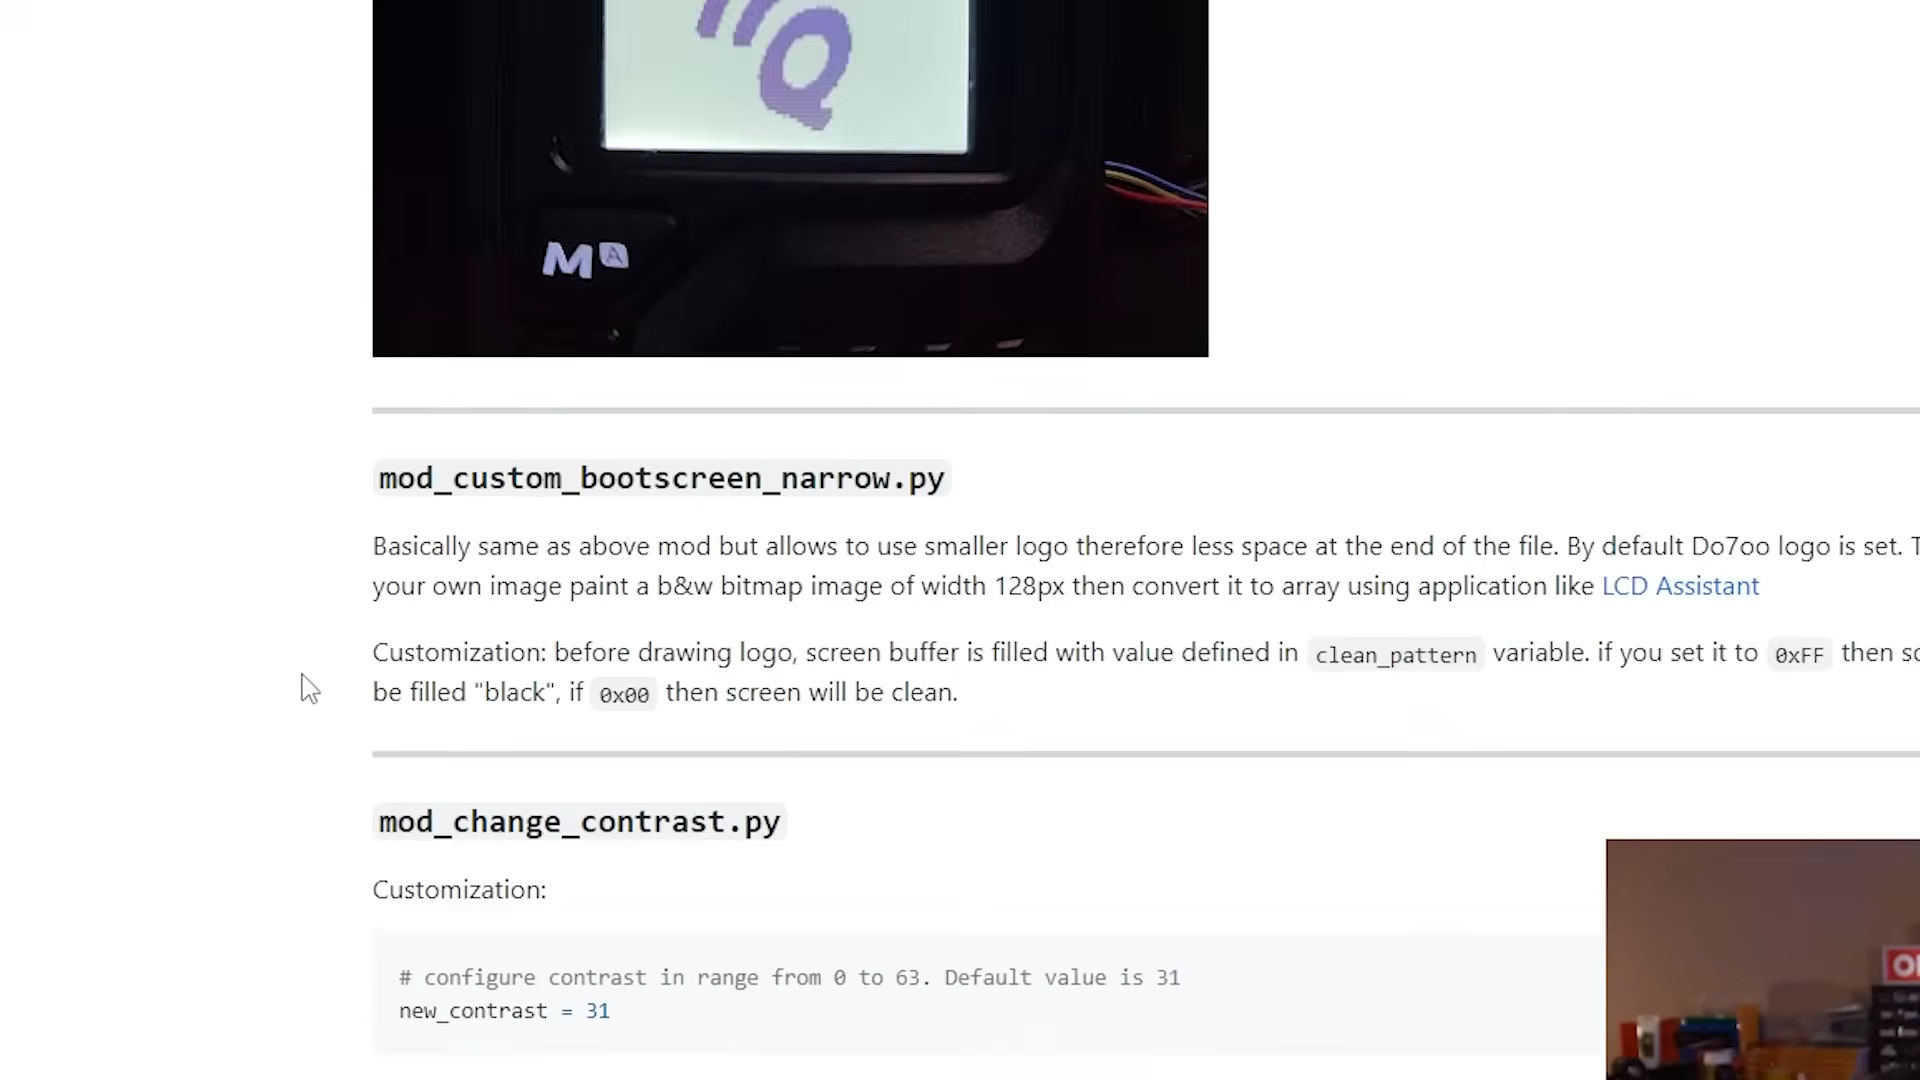 Q
M A
mod_custom_bootscreen_narrow.py
Basically same as above mod but allows to use smaller logo therefore less space at the end of the file. By default Do7oo logo is set. T
your own image paint a b&w bitmap image of width 128px then convert it to array using application like LCD Assistant
Customization: before drawing logo, screen buffer is filled with value defined in clean_pattern variable. if you set it to 0xFF then sc
be filled "black", if 0x00 then screen will be clean.
mod_change_contrast.py
Customization:
# configure contrast in range from 0 to 63. Default value is 31
new_contrast = 31